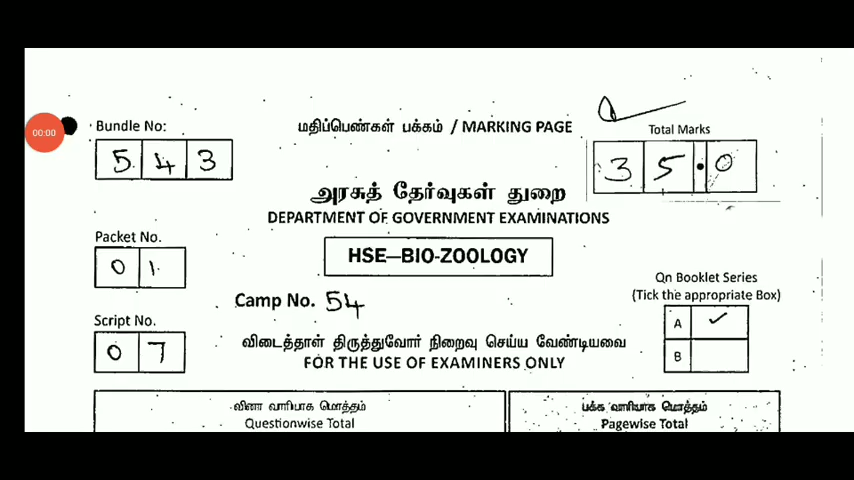 00:00
Bundle No:
5 4 3
மதிப்பெண்கள் பக்கம் / MARKING PAGE
Total Marks
3 5 . 0
அரசுத் தேர்வுகள் துறை
DEPARTMENT OF GOVERNMENT EXAMINATIONS
Packet No.
0 1
HSE—BIO-ZOOLOGY
Qn Booklet Series
(Tick the appropriate Box)
A ✓
B
Camp No. 54
Script No.
0 7
விடைத்தாள் திருத்துவோர் நிறைவு செய்ய வேண்டியவை
FOR THE USE OF EXAMINERS ONLY
வினா வாரியாக மொத்தம்
Questionwise Total
பக்க வாரியாக மொத்தம்
Pagewise Total